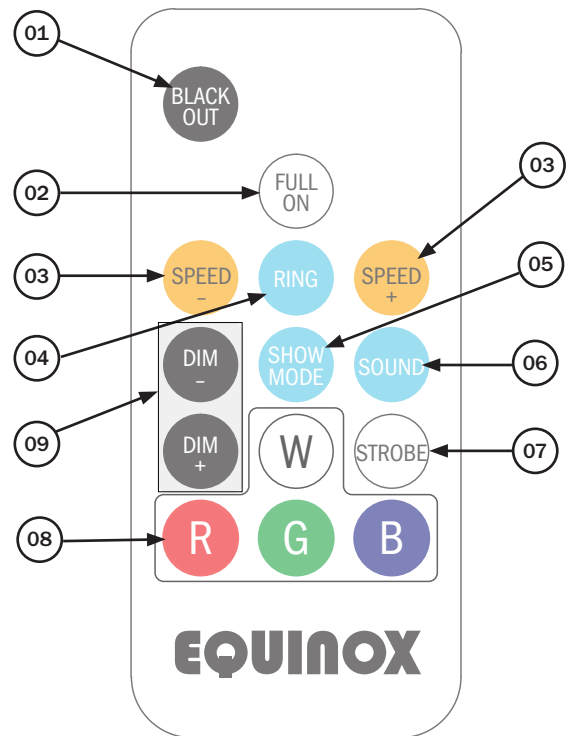 01
BLACK
OUT
02
FULL
ON
03
03
SPEED
–
RING
SPEED
+
05
04
DIM
–
SHOW
MODE
SOUND
06
09
DIM
+
W
STROBE
07
08
R
G
B
EQUINOX